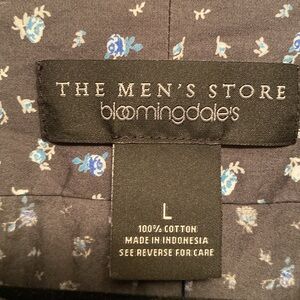 THE MEN'S STORE
bloomingdale's
L
100% COTTON
MADE IN INDONESIA
SEE REVERSE FOR CARE